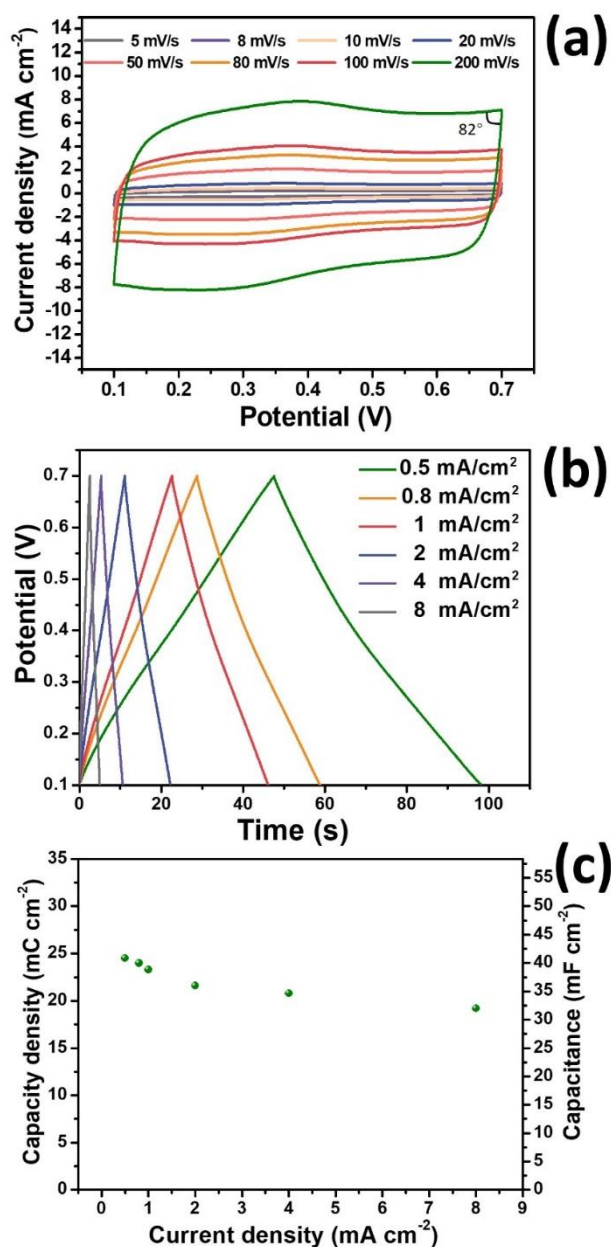 (a)
5 mV/s 8 mV/s 10 mV/s 20 mV/s
50 mV/s 80 mV/s 100 mV/s 200 mV/s
Current density (mA cm-2)
14
12
10
8
6
4
2
0
-2
-4
-6
-8
-10
-12
-14
82°
0.1 0.2 0.3 0.4 0.5 0.6 0.7
Potential (V)
(b)
0.5 mA/cm2
0.8 mA/cm2
1 mA/cm2
2 mA/cm2
4 mA/cm2
8 mA/cm2
Potential (V)
0.7
0.6
0.5
0.4
0.3
0.2
0.1
0 20 40 60 80 100
Time (s)
(c)
Capacity density (mC cm-2)
35
30
25
20
15
10
5
0
Capacitance (mF cm-2)
55
50
45
40
35
30
25
20
15
10
5
0
0 1 2 3 4 5 6 7 8 9
Current density (mA cm-2)